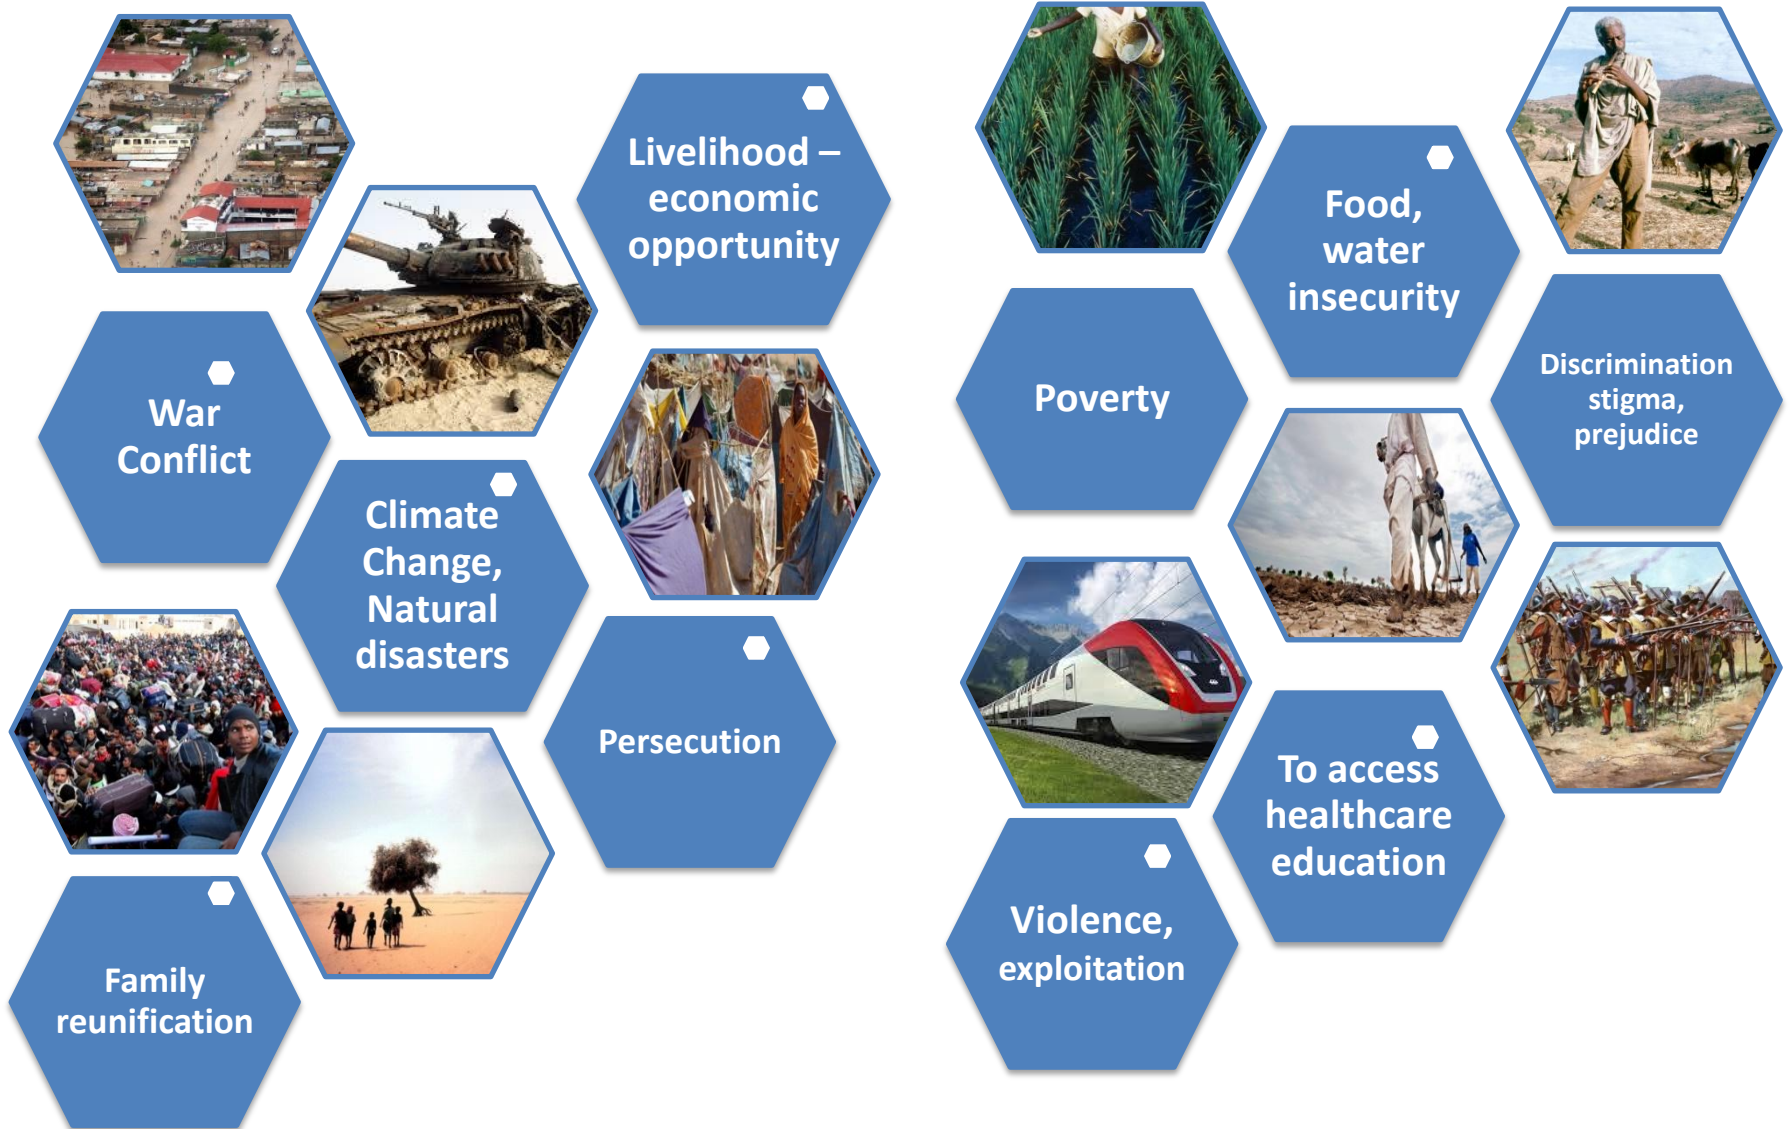 Livelihood –
economic
opportunity
War
Conflict
Climate
Change,
Natural
disasters
Persecution
Family
reunification
Food,
water
insecurity
Poverty
Discrimination
stigma,
prejudice
To access
healthcare
education
Violence,
exploitation